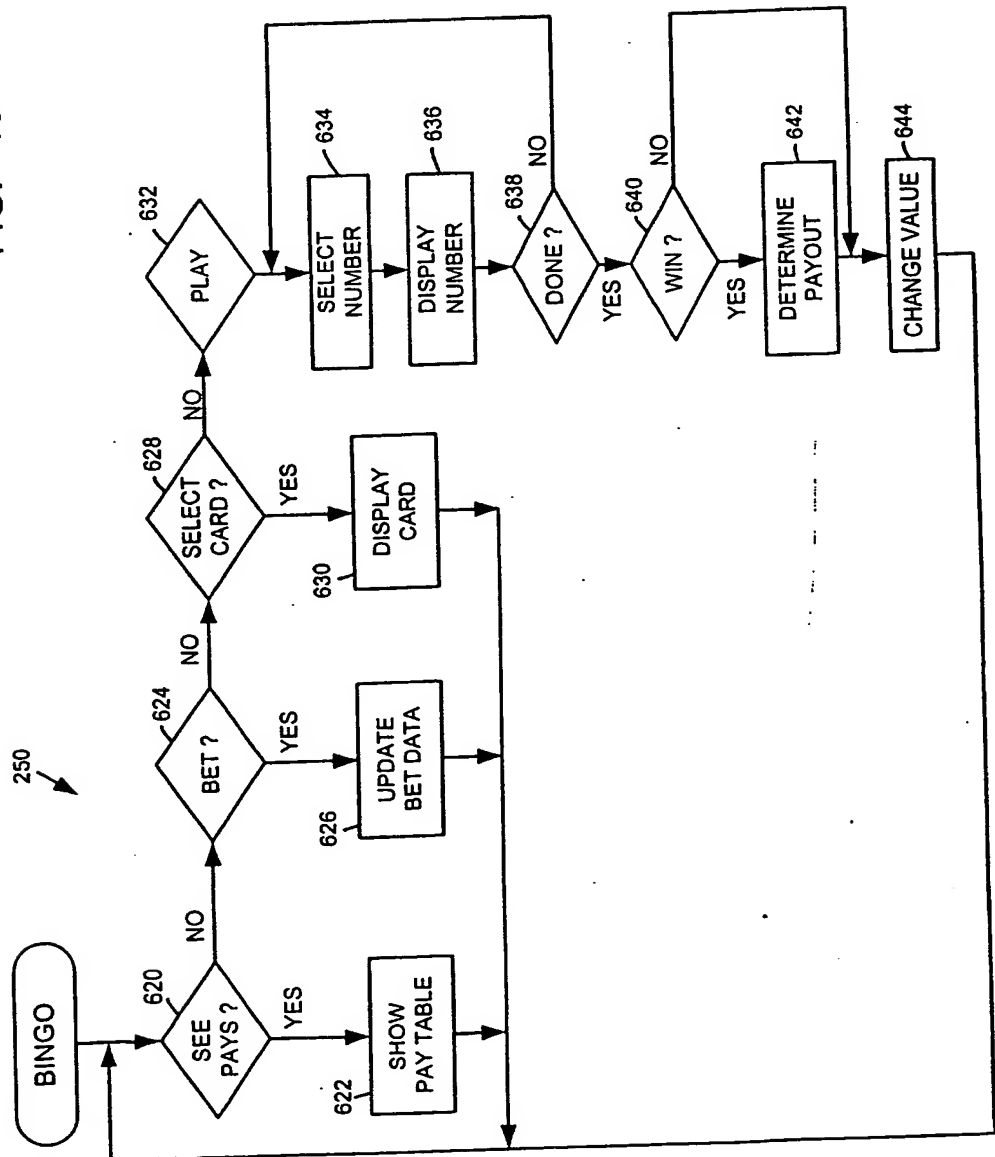 250
BINGO
620
SEE
PAYS ?
NO
YES
622
SHOW
PAY TABLE
624
BET ?
NO
YES
626
UPDATE
BET DATA
628
SELECT
CARD ?
NO
YES
630
DISPLAY
CARD
632
PLAY
634
SELECT
NUMBER
636
DISPLAY
NUMBER
638
DONE ?
NO
YES
640
WIN ?
NO
YES
642
DETERMINE
PAYOUT
644
CHANGE VALUE